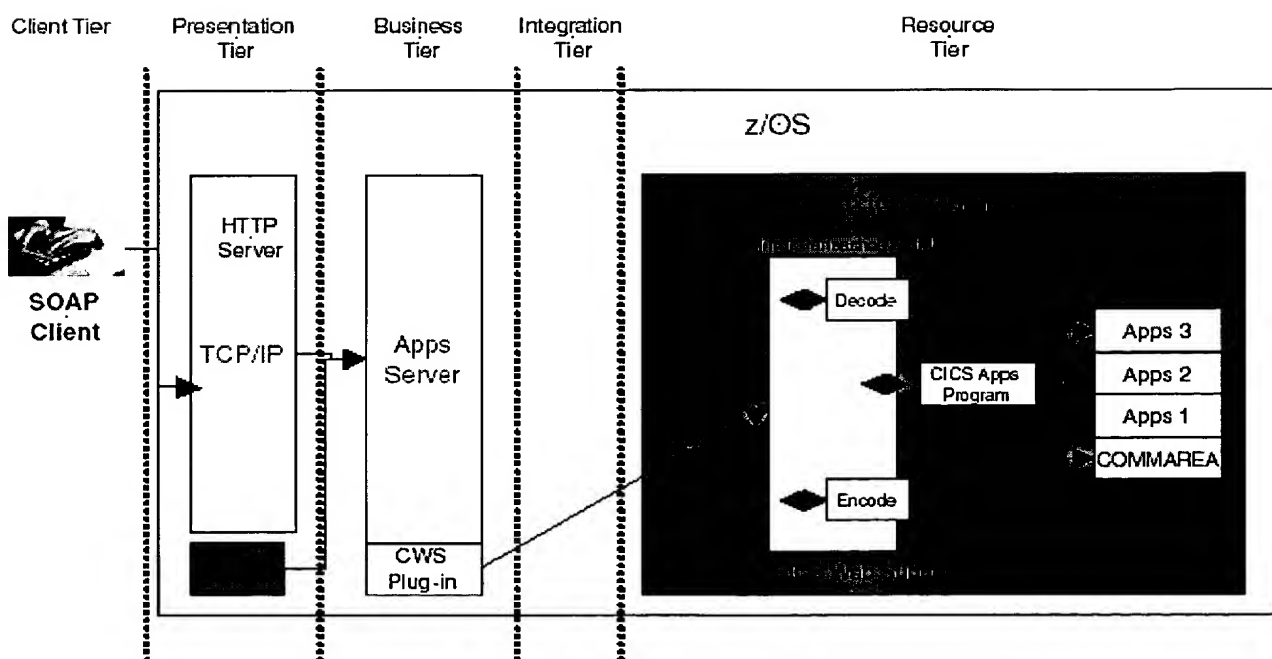 Client Tier
Presentation
Tier
Business
Tier
Integration
Tier
Resource
Tier
z/OS
HTTP
Server
SOAP
Client
TCP/IP
Apps
Server
CWS
Plug-in
Decode
CICS Apps
Program
Encode
Apps 3
Apps 2
Apps 1
COMMAREA